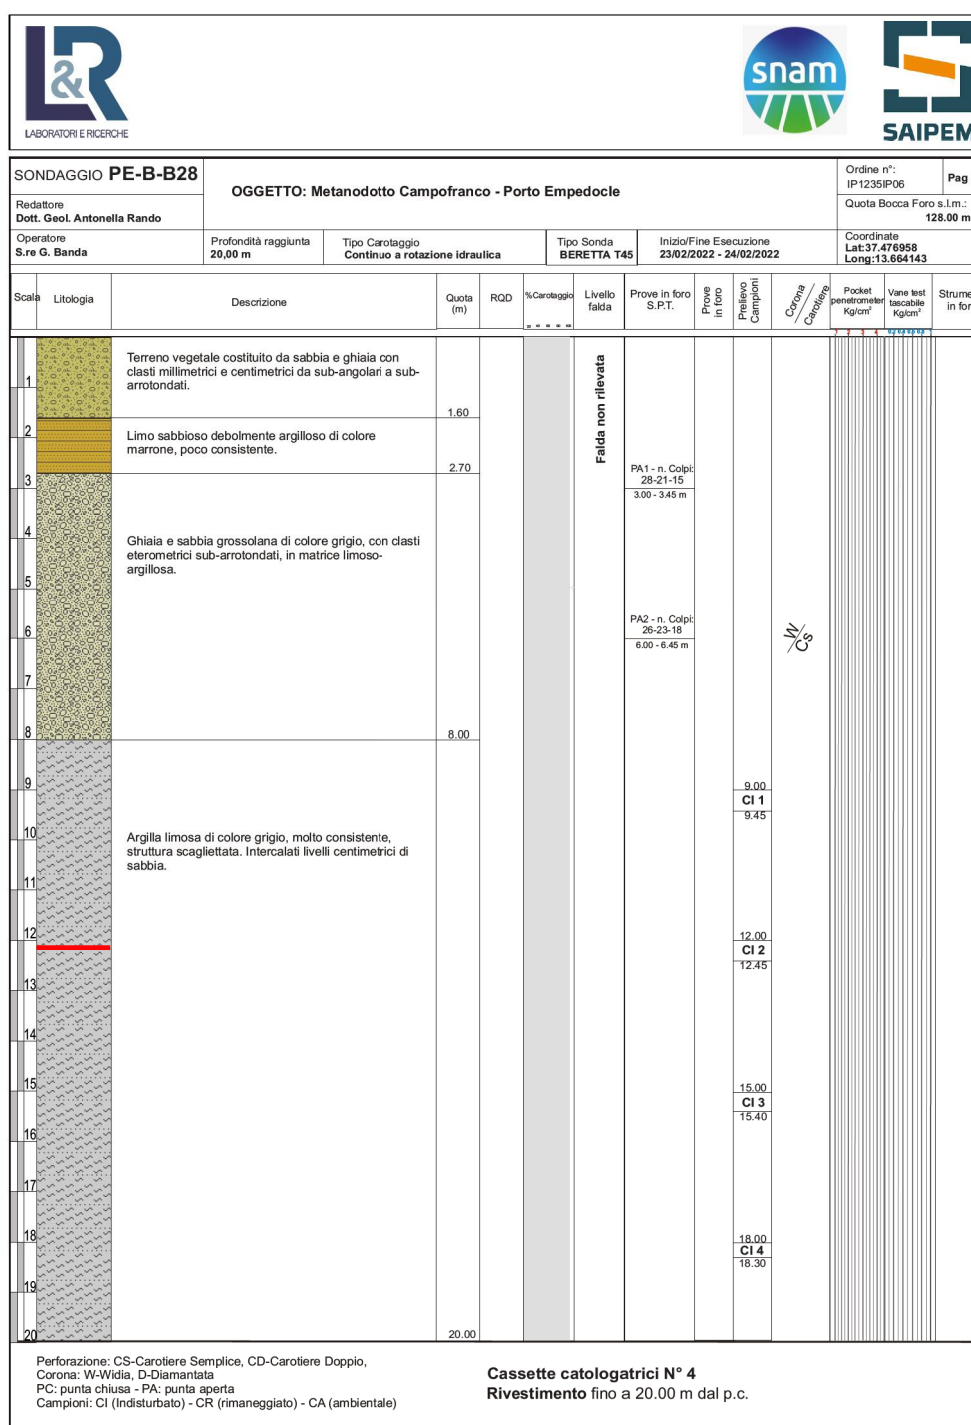 L&R
LABORATORI E RICERCHE
snam
SAIPEM
SONDAGGIO PE-B-B28
OGGETTO: Metanodotto Campofranco - Porto Empedocle
Ordine n°:
IP1235IP06
Pag
Redattore
Dott. Geol. Antonella Rando
Quota Bocca Foro s.l.m.:
128.00 m
Operatore
S.re G. Banda
Profondità raggiunta
20,00 m
Tipo Carotaggio
Continuo a rotazione idraulica
Tipo Sonda
BERETTA T45
Inizio/Fine Esecuzione
23/02/2022 - 24/02/2022
Coordinate
Lat:37.476958
Long:13.664143
Scala
Litologia
Descrizione
Quota
(m)
RQD
%Carotaggio
Livello
falda
Prove in foro
S.P.T.
Prove
in foro
Prelievo
Campioni
Corona
Carotiere
Pocket
penetrometer
Kg/cm²
Vane test
tascabile
Kg/cm²
Strume
in for
1 2 3 4
Terreno vegetale costituito da sabbia e ghiaia con
clasti millimetrici e centimetrici da sub-angolari a sub-
arrotondati.
1
1.60
Falda non rilevata
2
Limo sabbioso debolmente argilloso di colore
marrone, poco consistente.
2.70
3
PA1 - n. Colpi:
28-21-15
3.00 - 3.45 m
4
Ghiaia e sabbia grossolana di colore grigio, con clasti
eterometrici sub-arrotondati, in matrice limoso-
argillosa.
5
6
PA2 - n. Colpi:
26-23-18
6.00 - 6.45 m
W
Cs
7
8
8.00
9
9.00
CI 1
9.45
10
Argilla limosa di colore grigio, molto consistente,
struttura scagliettata. Intercalati livelli centimetrici di
sabbia.
11
12
12.00
CI 2
12.45
13
14
15
15.00
CI 3
15.40
16
17
18
18.00
CI 4
18.30
19
20
20.00
Perforazione: CS-Carotiere Semplice, CD-Carotiere Doppio,
Corona: W-Widia, D-Diamantata
PC: punta chiusa - PA: punta aperta
Campioni: CI (Indisturbato) - CR (rimaneggiato) - CA (ambientale)
Cassette catologatrici N° 4
Rivestimento fino a 20.00 m dal p.c.